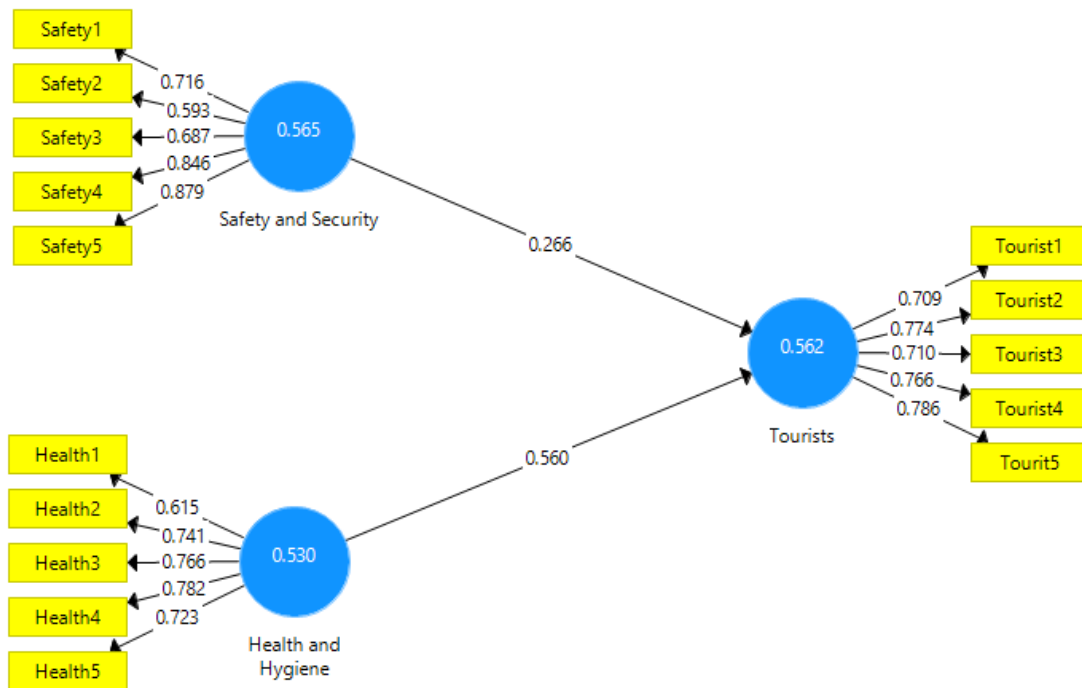 Safety1
Safety2
Safety3
Safety4
Safety5
0.716
0.593
0.687
0.846
0.879
0.565
Safety and Security
0.266
Tourist1
Tourist2
Tourist3
Tourist4
Tourit5
0.709
0.774
0.710
0.766
0.786
0.562
Tourists
0.560
Health1
Health2
Health3
Health4
Health5
0.615
0.741
0.766
0.782
0.723
0.530
Health and
Hygiene